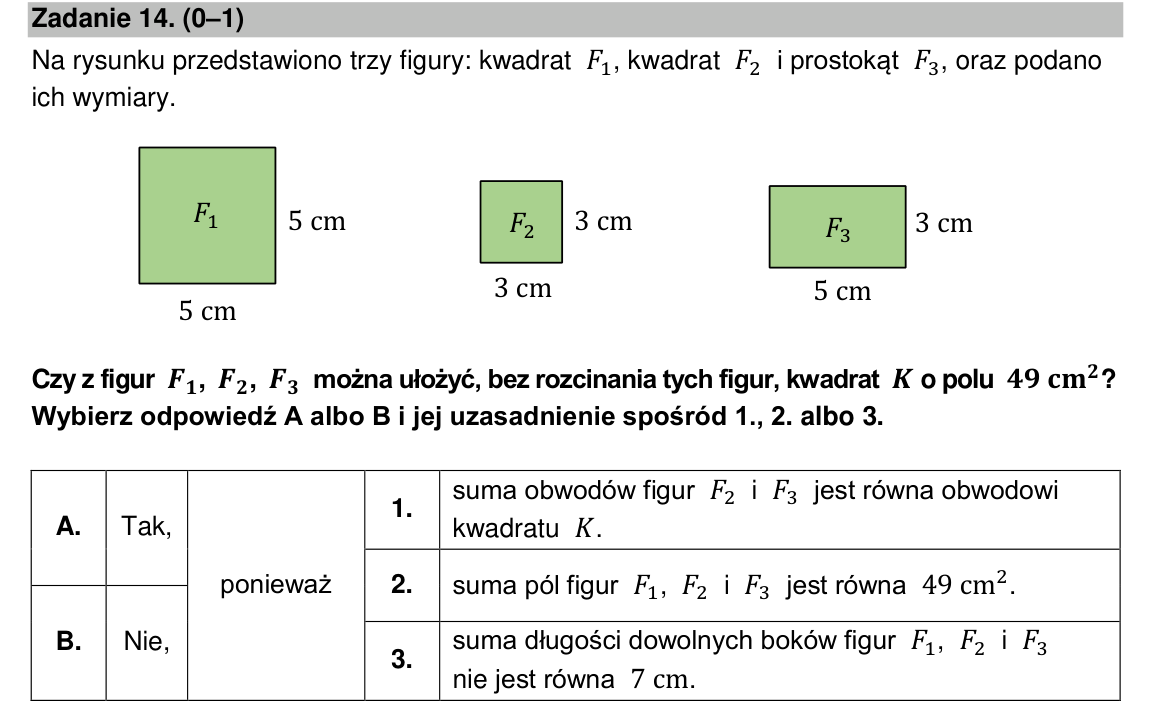 Zadanie 14. (0–1)
Na rysunku przedstawiono trzy figury: kwadrat F₁, kwadrat F₂ i prostokąt F₃, oraz podano
ich wymiary.
F₁
5 cm
5 cm
F₂
3 cm
3 cm
F₃
3 cm
5 cm
Czy z figur F₁, F₂, F₃ można ułożyć, bez rozcinania tych figur, kwadrat K o polu 49 cm²?
Wybierz odpowiedź A albo B i jej uzasadnienie spośród 1., 2. albo 3.
A.
Tak,
B.
Nie,
ponieważ
1.
suma obwodów figur F₂ i F₃ jest równa obwodowi
kwadratu K.
2.
suma pól figur F₁, F₂ i F₃ jest równa 49 cm².
3.
suma długości dowolnych boków figur F₁, F₂ i F₃
nie jest równa 7 cm.